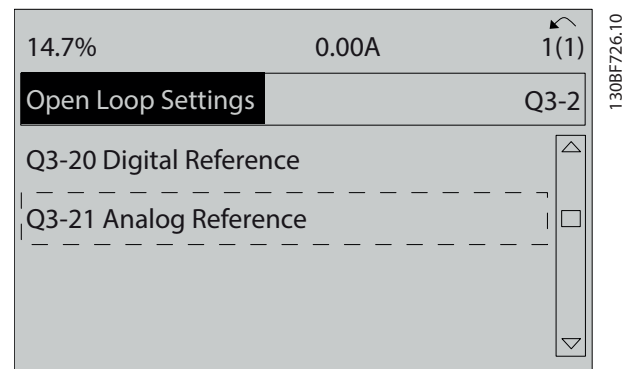 14.7% 0.00A 1(1)
Open Loop Settings Q3-2
Q3-20 Digital Reference
Q3-21 Analog Reference
130BF726.10